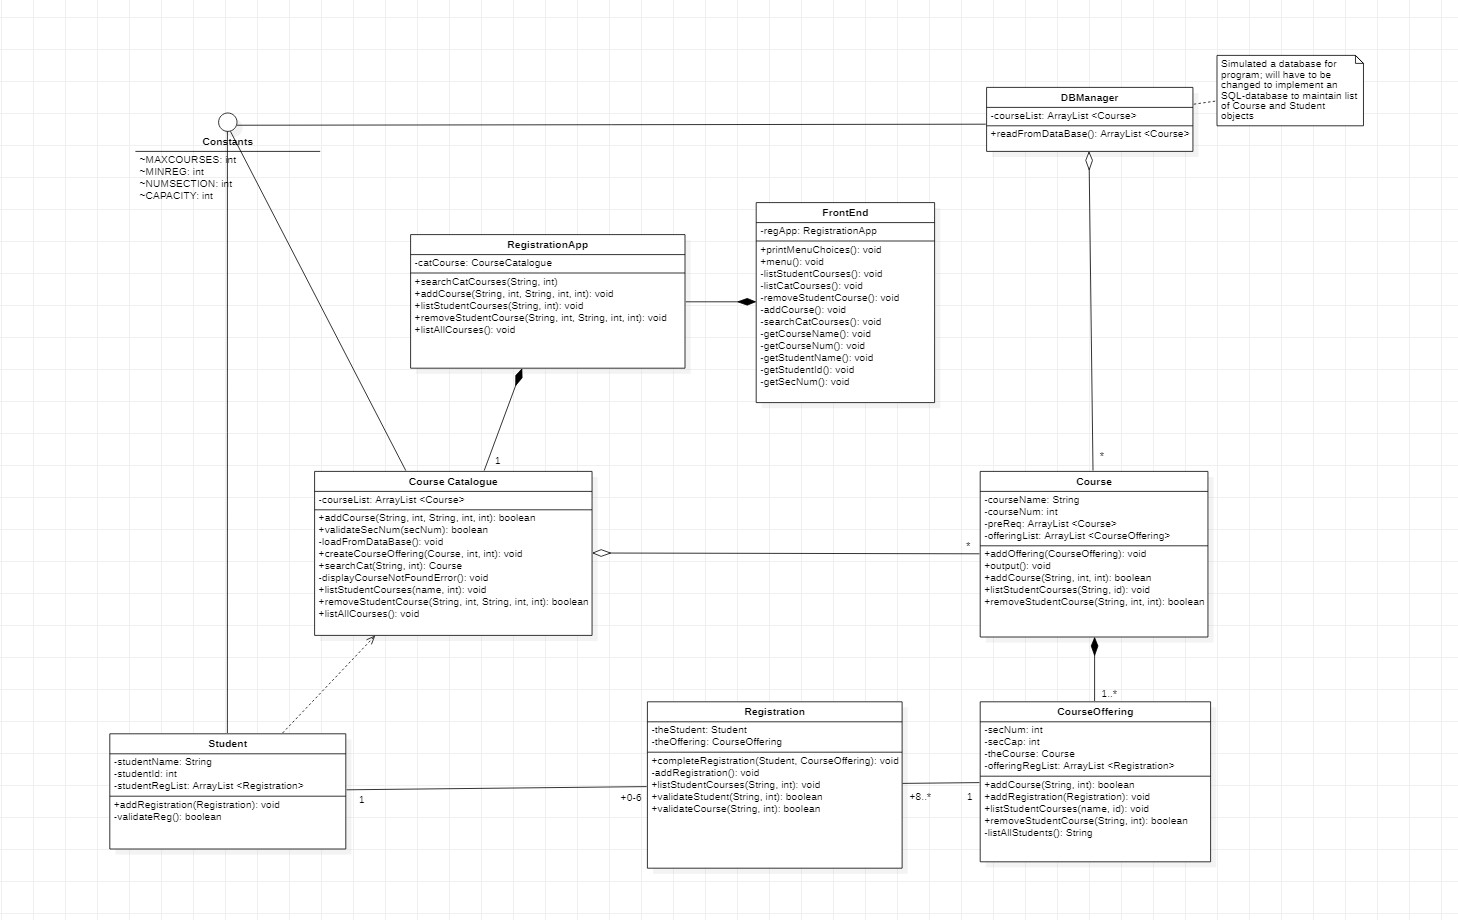 Simulated a database for
program; will have to be
changed to implement an
SQL-database to maintain list
of Course and Student
objects
DBManager
-courseList: ArrayList <Course>
+readFromDataBase(): ArrayList <Course>
Constants
~MAXCOURSES: int
~MINREG: int
~NUMSECTION: int
~CAPACITY: int
FrontEnd
-regApp: RegistrationApp
+printMenuChoices(): void
+menu(): void
-listStudentCourses(): void
-listCatCourses(): void
-removeStudentCourse(): void
-addCourse(): void
-searchCatCourses(): void
-getCourseName(): void
-getCourseNum(): void
-getStudentName(): void
-getStudentId(): void
-getSecNum(): void
RegistrationApp
-catCourse: CourseCatalogue
+searchCatCourses(String, int)
+addCourse(String, int, String, int, int): void
+listStudentCourses(String, int): void
+removeStudentCourse(String, int, String, int, int): void
+listAllCourses(): void
1
*
Course Catalogue
-courseList: ArrayList <Course>
+addCourse(String, int, String, int, int): boolean
+validateSecNum(secNum): boolean
-loadFromDataBase(): void
+createCourseOffering(Course, int, int): void
+searchCat(String, int): Course
-displayCourseNotFoundError(): void
+listStudentCourses(name, int): void
+removeStudentCourse(String, int, String, int, int): boolean
+listAllCourses(): void
*
Course
-courseName: String
-courseNum: int
-preReq: ArrayList <Course>
-offeringList: ArrayList <CourseOffering>
+addOffering(CourseOffering): void
+output(): void
+addCourse(String, int, int): boolean
+listStudentCourses(String, id): void
+removeStudentCourse(String, int, int): boolean
1..*
Student
-studentName: String
-studentId: int
-studentRegList: ArrayList <Registration>
+addRegistration(Registration): void
-validateReg(): boolean
1
+0-6
Registration
-theStudent: Student
-theOffering: CourseOffering
+completeRegistration(Student, CourseOffering): void
-addRegistration(): void
+listStudentCourses(String, int): void
+validateStudent(String, int): boolean
+validateCourse(String, int): boolean
+8..*
1
CourseOffering
-secNum: int
-secCap: int
-theCourse: Course
-offeringRegList: ArrayList <Registration>
+addCourse(String, int): boolean
+addRegistration(Registration): void
+listStudentCourses(name, id): void
+removeStudentCourse(String, int): boolean
-listAllStudents(): String